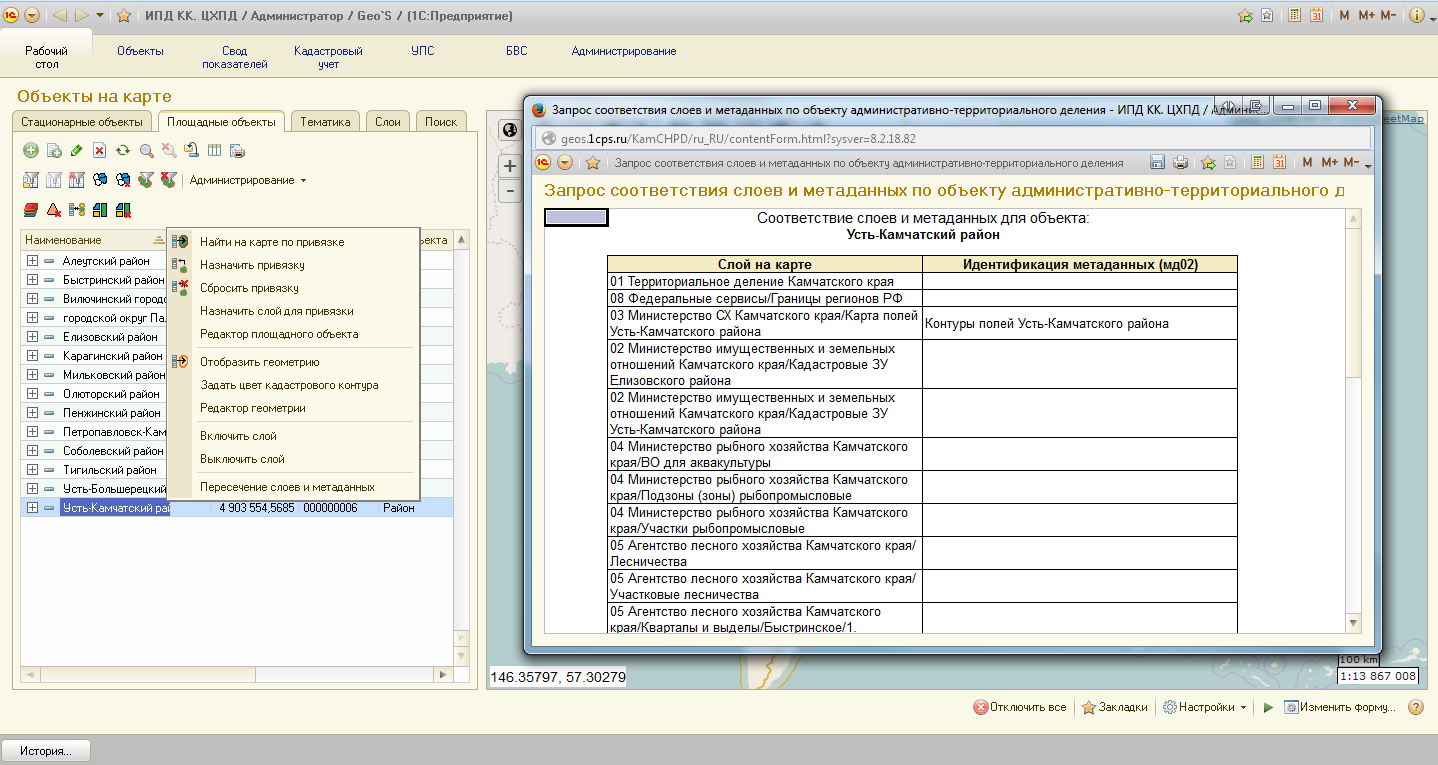 ИПД КК. ЦХПД / Администратор / Geo`S / (1С:Предприятие)
M M+ M-
Рабочий
стол
Объекты
Свод
показателей
Кадастровый
учет
УПС
БВС
Администрирование
Объекты на карте
Стационарные объекты
Площадные объекты
Тематика
Слои
Поиск
Администрирование
Наименование
Алеутский район
Быстринский район
Вилючинский городс
городской округ Па
Елизовский район
Карагинский район
Мильковский район
Олюторский район
Пенжинский район
Петропавловск-Кам
Соболевский район
Тигильский район
Усть-Большерецкий
Усть-Камчатский рай
4 903 554,5685 000000006 Район
Найти на карте по привязке
Назначить привязку
Сбросить привязку
Назначить слой для привязки
Редактор площадного объекта
Отобразить геометрию
Задать цвет кадастрового контура
Редактор геометрии
Включить слой
Выключить слой
Пересечение слоев и метаданных
Запрос соответствия слоев и метаданных по объекту административно-территориального деления - ИПД КК. ЦХПД / Админис...
geos.1cps.ru/KamCHPD/ru_RU/contentForm.html?sysver=8.2.18.82
Запрос соответствия слоев и метаданных по объекту административно-территориального деления
M M+ M-
Запрос соответствия слоев и метаданных по объекту административно-территориального д
Соответствие слоев и метаданных для объекта:
Усть-Камчатский район
Слой на карте
Идентификация метаданных (мд02)
01 Территориальное деление Камчатского края
08 Федеральные сервисы/Границы регионов РФ
03 Министерство СХ Камчатского края/Карта полей
Усть-Камчатского района
Контуры полей Усть-Камчатского района
02 Министерство имущественных и земельных
отношений Камчатского края/Кадастровые ЗУ
Елизовского района
02 Министерство имущественных и земельных
отношений Камчатского края/Кадастровые ЗУ
Усть-Камчатского района
04 Министерство рыбного хозяйства Камчатского
края/ВО для аквакультуры
04 Министерство рыбного хозяйства Камчатского
края/Подзоны (зоны) рыбопромысловые
04 Министерство рыбного хозяйства Камчатского
края/Участки рыбопромысловые
05 Агентство лесного хозяйства Камчатского края/
Лесничества
05 Агентство лесного хозяйства Камчатского края/
Участковые лесничества
05 Агентство лесного хозяйства Камчатского
края/Кварталы и выделы/Быстринское/1.
146.35797, 57.30279
100 km
1:13 867 008
Отключить все
Закладки
Настройки
Изменить форму...
История...